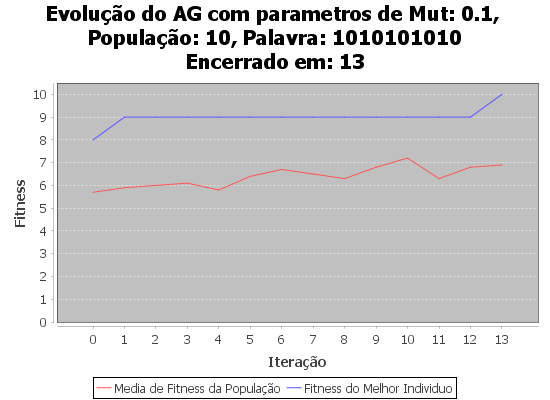 Evolução do AG com parametros de Mut: 0.1,
População: 10, Palavra: 1010101010
Encerrado em: 13
10
9
8
7
6
5
4
3
2
1
0
Fitness
0 1 2 3 4 5 6 7 8 9 10 11 12 13
Iteração
Media de Fitness da População Fitness do Melhor Individuo